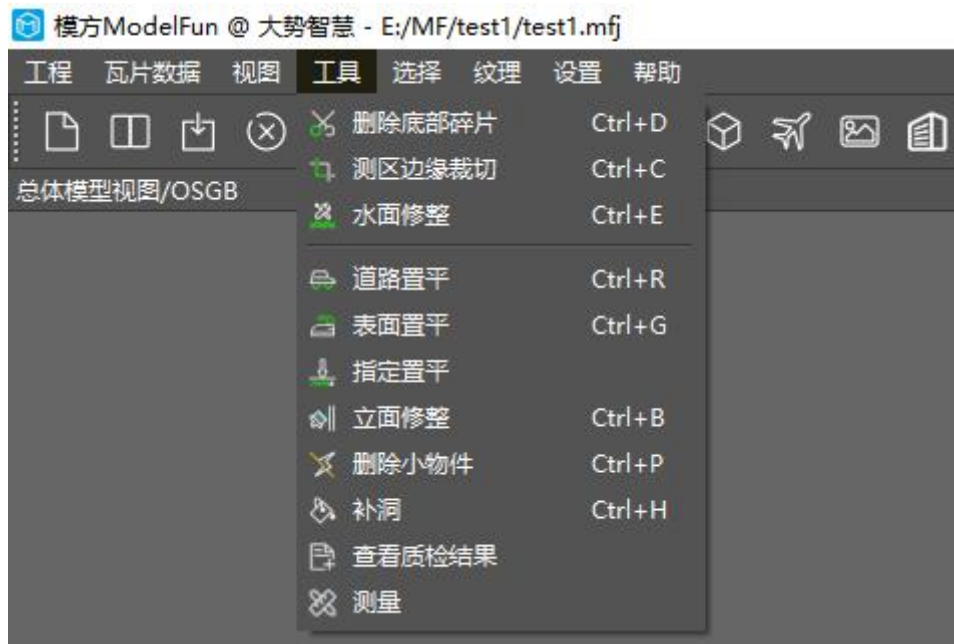 模方ModelFun @ 大势智慧 - E:/MF/test1/test1.mfj
工程 瓦片数据 视图 工具 选择 纹理 设置 帮助
删除底部碎片 Ctrl+D
测区边缘裁切 Ctrl+C
总体模型视图/OSGB
水面修整 Ctrl+E
道路置平 Ctrl+R
表面置平 Ctrl+G
指定置平
立面修整 Ctrl+B
删除小物件 Ctrl+P
补洞 Ctrl+H
查看质检结果
测量